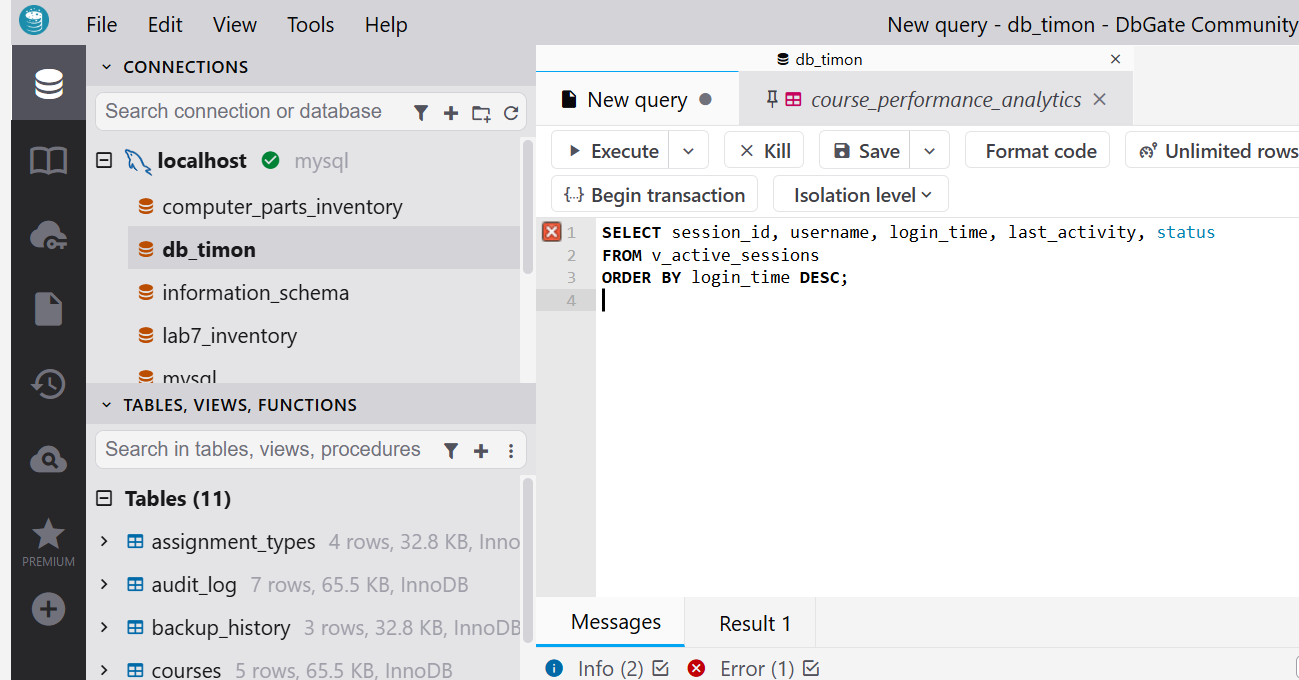 File Edit View Tools Help
New query - db_timon - DbGate Community
CONNECTIONS
Search connection or database
localhost mysql
computer_parts_inventory
db_timon
information_schema
lab7_inventory
mysql
TABLES, VIEWS, FUNCTIONS
Search in tables, views, procedures
Tables (11)
assignment_types 4 rows, 32.8 KB, Inno
audit_log 7 rows, 65.5 KB, InnoDB
backup_history 3 rows, 32.8 KB, InnoDB
courses 5 rows, 65.5 KB, InnoDB
PREMIUM
db_timon
New query
course_performance_analytics
Execute Kill Save Format code Unlimited rows
{..} Begin transaction Isolation level
1 SELECT session_id, username, login_time, last_activity, status
2 FROM v_active_sessions
3 ORDER BY login_time DESC;
4
Messages Result 1
Info (2) Error (1)